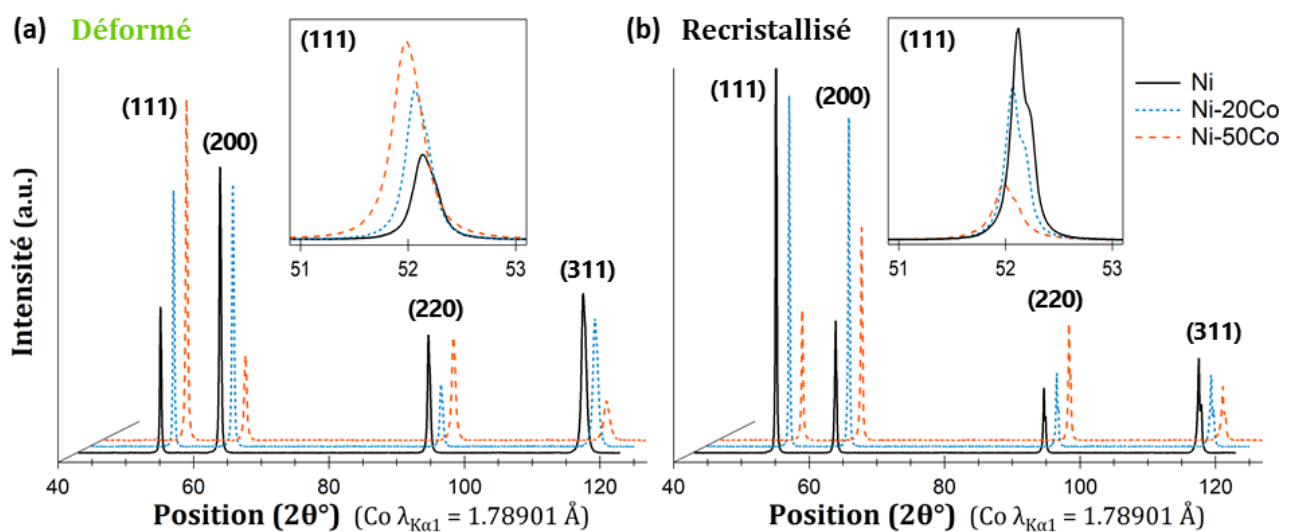 (a) Déformé
(b) Recristallisé
(111)
(111)
(200)
(220)
(311)
51 52 53
40 60 80 100 120
Intensité (a.u.)
Position (2θ°) (Co λKα1 = 1.78901 Å)
(111)
(111)
(200)
(220)
(311)
51 52 53
40 60 80 100 120
Position (2θ°) (Co λKα1 = 1.78901 Å)
Ni
Ni-20Co
Ni-50Co